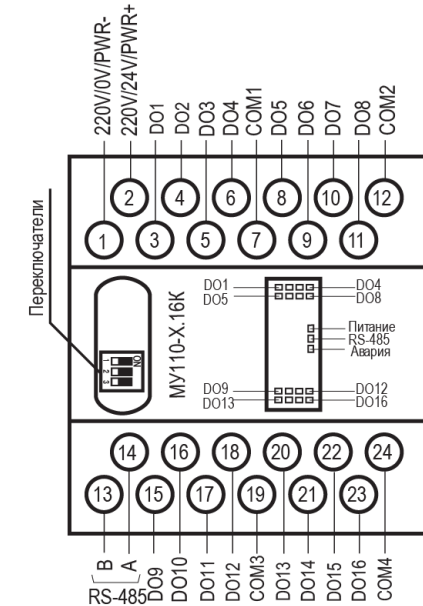 220V/0V/PWR-
220V/24V/PWR+
DO1
DO2
DO3
DO4
COM1
DO5
DO6
DO7
DO8
COM2
2 4 6 8 10 12
1 3 5 7 9 11
Переключатели
ON
1
2
3
МУ110-Х.16К
DO1 DO4
DO5 DO8
Питание
RS-485
Авария
DO9 DO12
DO13 DO16
14 16 18 20 22 24
13 15 17 19 21 23
B
A
RS-485
DO9
DO10
DO11
DO12
COM3
DO13
DO14
DO15
DO16
COM4